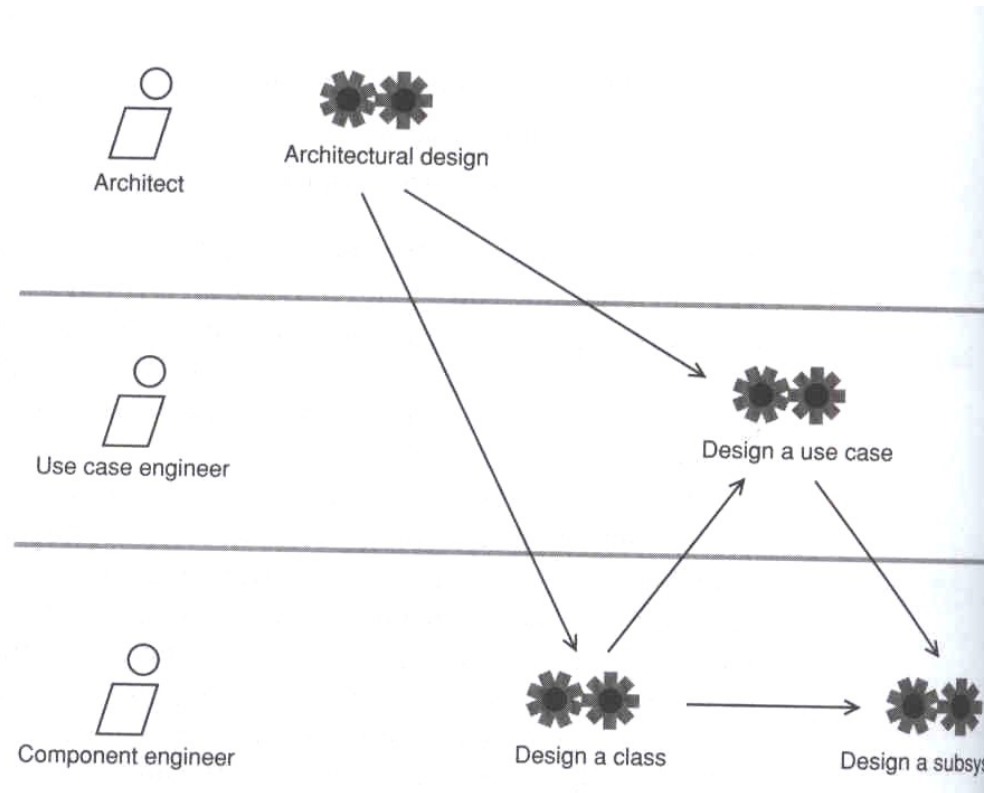 Architect
Architectural design
Use case engineer
Design a use case
Component engineer
Design a class
Design a subsys